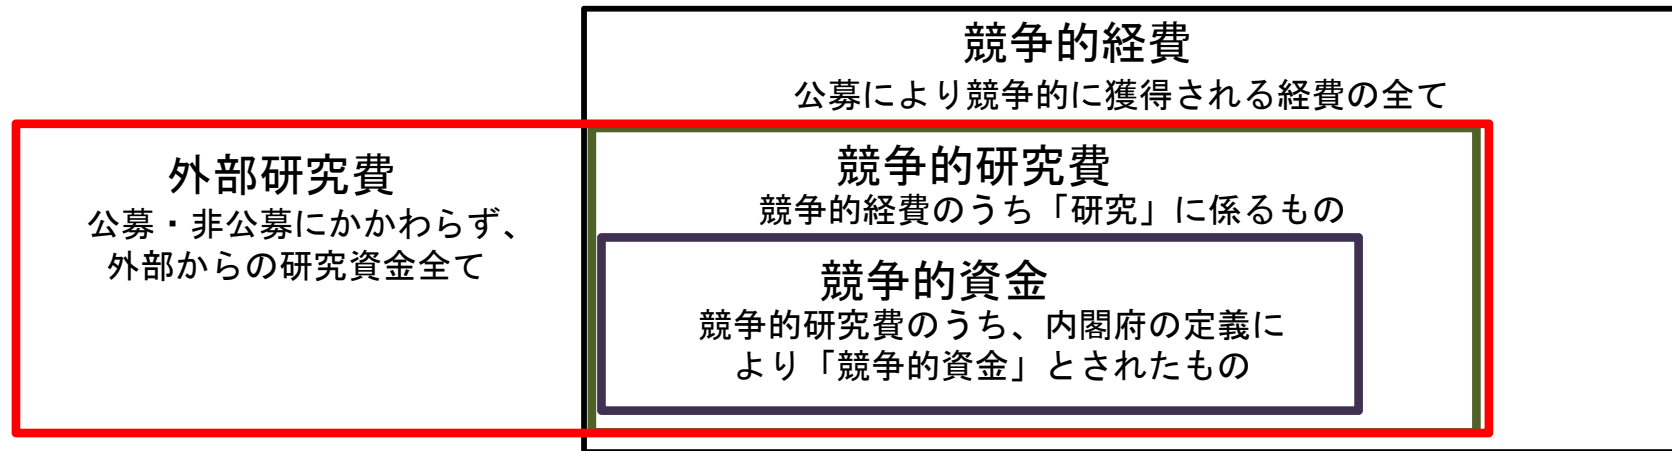 競争的経費
公募により競争的に獲得される経費の全て
外部研究費
公募・非公募にかかわらず、
外部からの研究資金全て
競争的研究費
競争的経費のうち「研究」に係るもの
競争的資金
競争的研究費のうち、内閣府の定義に
より「競争的資金」とされたもの